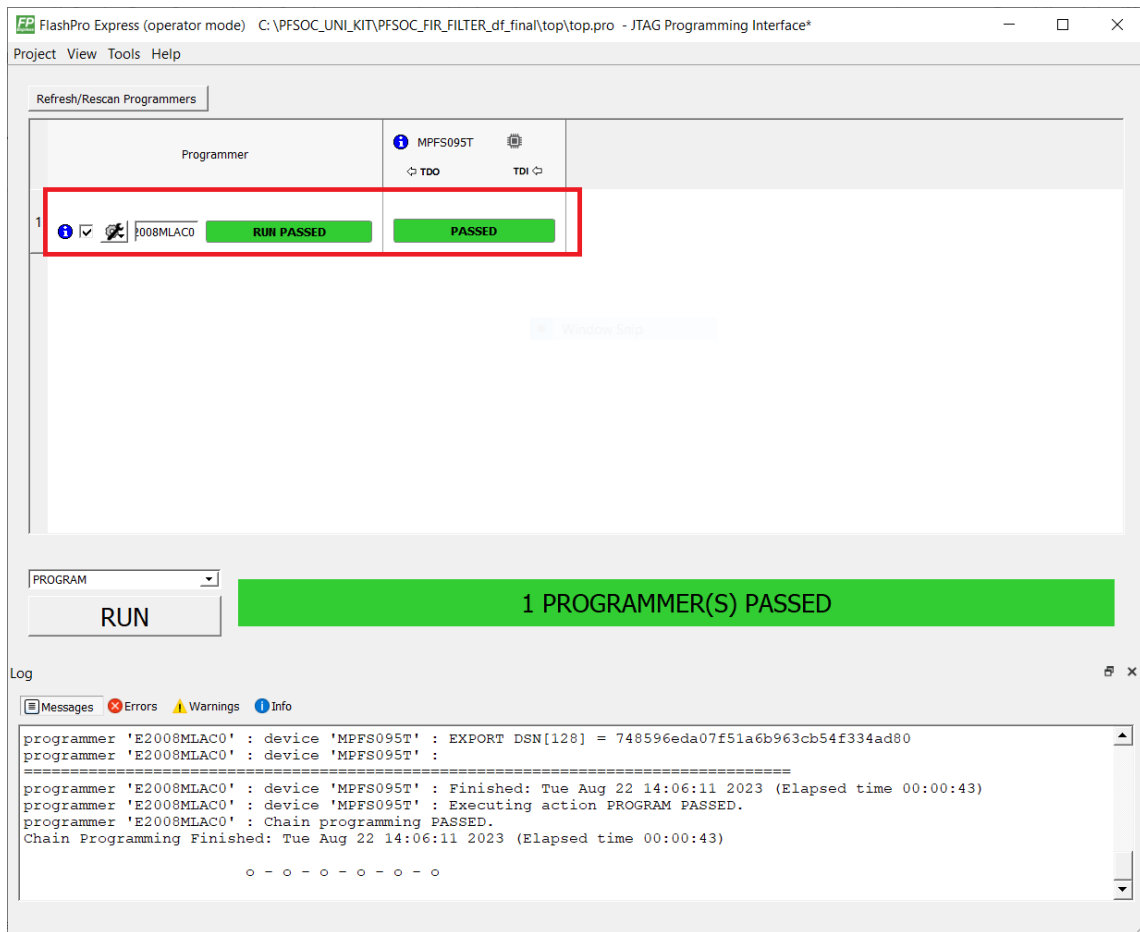 FP FlashPro Express (operator mode) C:\PFSOC_UNI_KIT\PFSOC_FIR_FILTER_df_final\top\top.pro - JTAG Programming Interface*
Project View Tools Help
Refresh/Rescan Programmers
Programmer
MPFS095T
TDO TDI
1 2008MLAC0 RUN PASSED PASSED
Window Snip
PROGRAM
RUN
1 PROGRAMMER(S) PASSED
Log
Messages Errors Warnings Info
programmer 'E2008MLAC0' : device 'MPFS095T' : EXPORT DSN[128] = 748596eda07f51a6b963cb54f334ad80
programmer 'E2008MLAC0' : device 'MPFS095T' :
===================================================================================
programmer 'E2008MLAC0' : device 'MPFS095T' : Finished: Tue Aug 22 14:06:11 2023 (Elapsed time 00:00:43)
programmer 'E2008MLAC0' : device 'MPFS095T' : Executing action PROGRAM PASSED.
programmer 'E2008MLAC0' : Chain programming PASSED.
Chain Programming Finished: Tue Aug 22 14:06:11 2023 (Elapsed time 00:00:43)
o - o - o - o - o - o